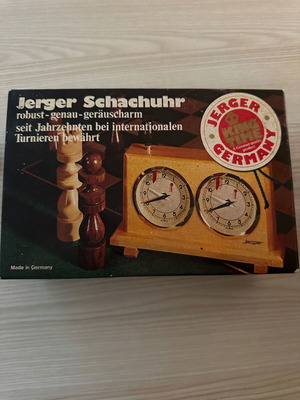 Jerger Schachuhr
robust-genau-geräuscharm
seit Jahrzehnten bei internationalen
Turnieren bewährt
JERGER
GERMANY
Made in Germany